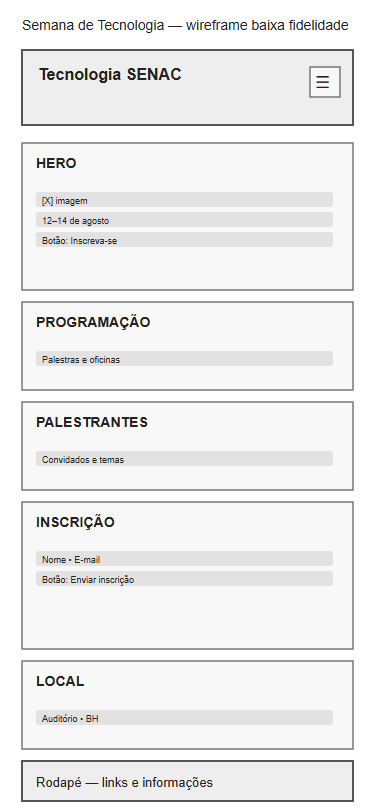 Semana de Tecnologia — wireframe baixa fidelidade
Tecnologia SENAC
☰
HERO
[X] imagem
12–14 de agosto
Botão: Inscreva-se
PROGRAMAÇÃO
Palestras e oficinas
PALESTRANTES
Convidados e temas
INSCRIÇÃO
Nome • E-mail
Botão: Enviar inscrição
LOCAL
Auditório • BH
Rodapé — links e informações